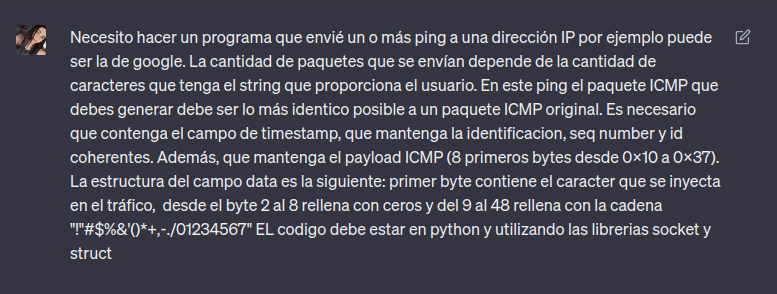 Necesito hacer un programa que envié un o más ping a una dirección IP por ejemplo puede
ser la de google. La cantidad de paquetes que se envían depende de la cantidad de
caracteres que tenga el string que proporciona el usuario. En este ping el paquete ICMP que
debes generar debe ser lo más identico posible a un paquete ICMP original. Es necesario
que contenga el campo de timestamp, que mantenga la identificacion, seq number y id
coherentes. Además, que mantenga el payload ICMP (8 primeros bytes desde 0×10 a 0×37).
La estructura del campo data es la siguiente: primer byte contiene el caracter que se inyecta
en el tráfico,  desde el byte 2 al 8 rellena con ceros y del 9 al 48 rellena con la cadena
"!"#$%&'()*+,-./01234567" EL codigo debe estar en python y utilizando las librerias socket y
struct